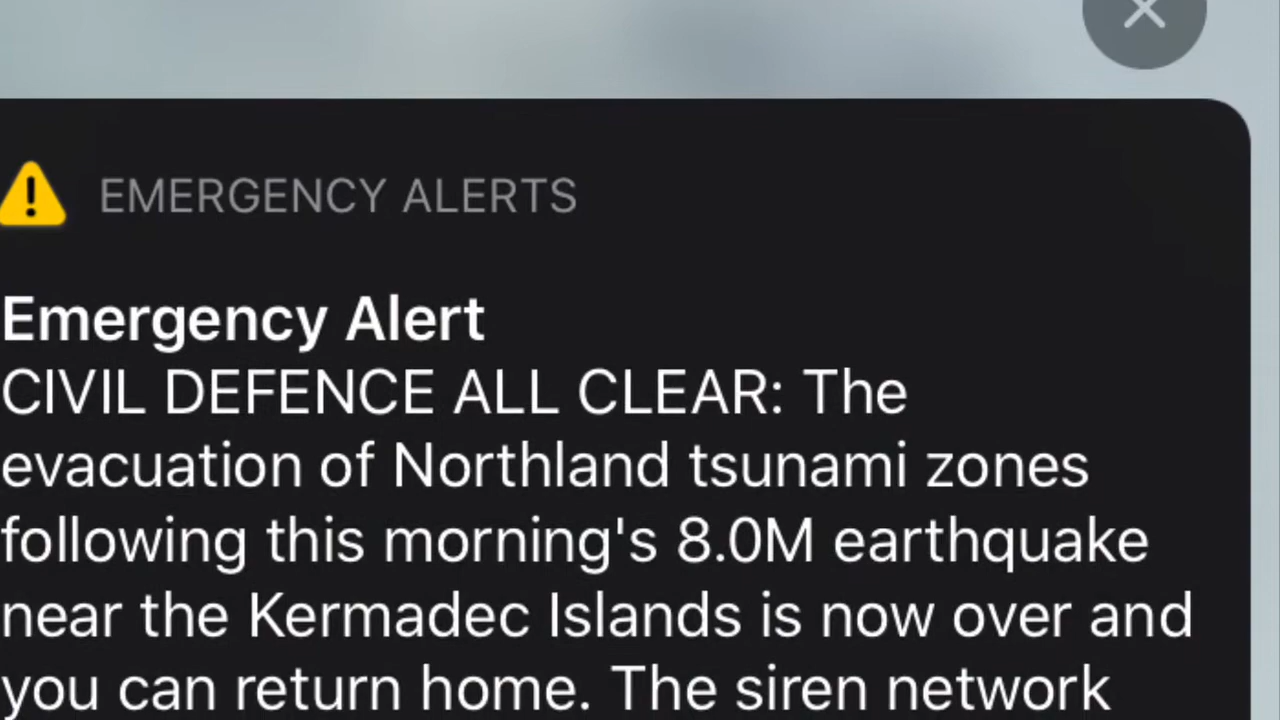 EMERGENCY ALERTS
Emergency Alert
CIVIL DEFENCE ALL CLEAR: The
evacuation of Northland tsunami zones
following this morning's 8.0M earthquake
near the Kermadec Islands is now over and
you can return home. The siren network